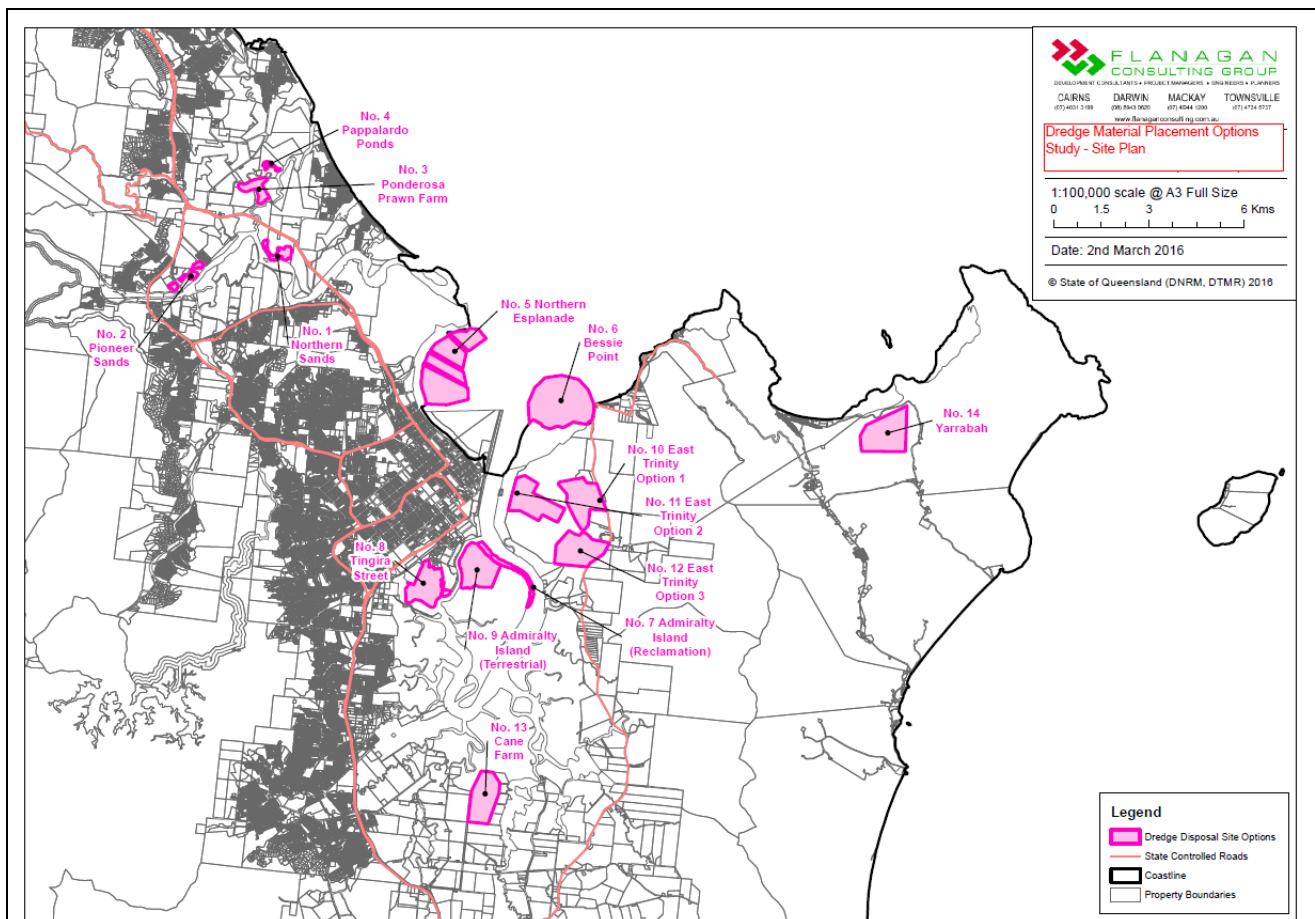 FLANAGAN
CONSULTING GROUP
DEVELOPMENT CONSULTANTS • PROJECT MANAGERS • ENGINEERS • PLANNERS
CAIRNS DARWIN MACKAY TOWNSVILLE
www.flanaganconsulting.com.au
Dredge Material Placement Options
Study - Site Plan
1:100,000 scale @ A3 Full Size
0 1.5 3 6 Kms
Date: 2nd March 2016
© State of Queensland (DNRM, DTMR) 2016
No. 4
Pappalardo
Ponds
No. 3
Ponderosa
Prawn Farm
No. 2
Pioneer
Sands
No. 1
Northern
Sands
No. 5 Northern
Esplanade
No. 6
Bessie
Point
No. 14
Yarrabah
No. 10 East
Trinity
Option 1
No. 11 East
Trinity
Option 2
No. 8
Tingira
Street
No. 12 East
Trinity
Option 3
No. 9 Admiralty
Island
(Terrestrial)
No. 7 Admiralty
Island
(Reclamation)
No. 13
Cane
Farm
Legend
Dredge Disposal Site Options
State Controlled Roads
Coastline
Property Boundaries